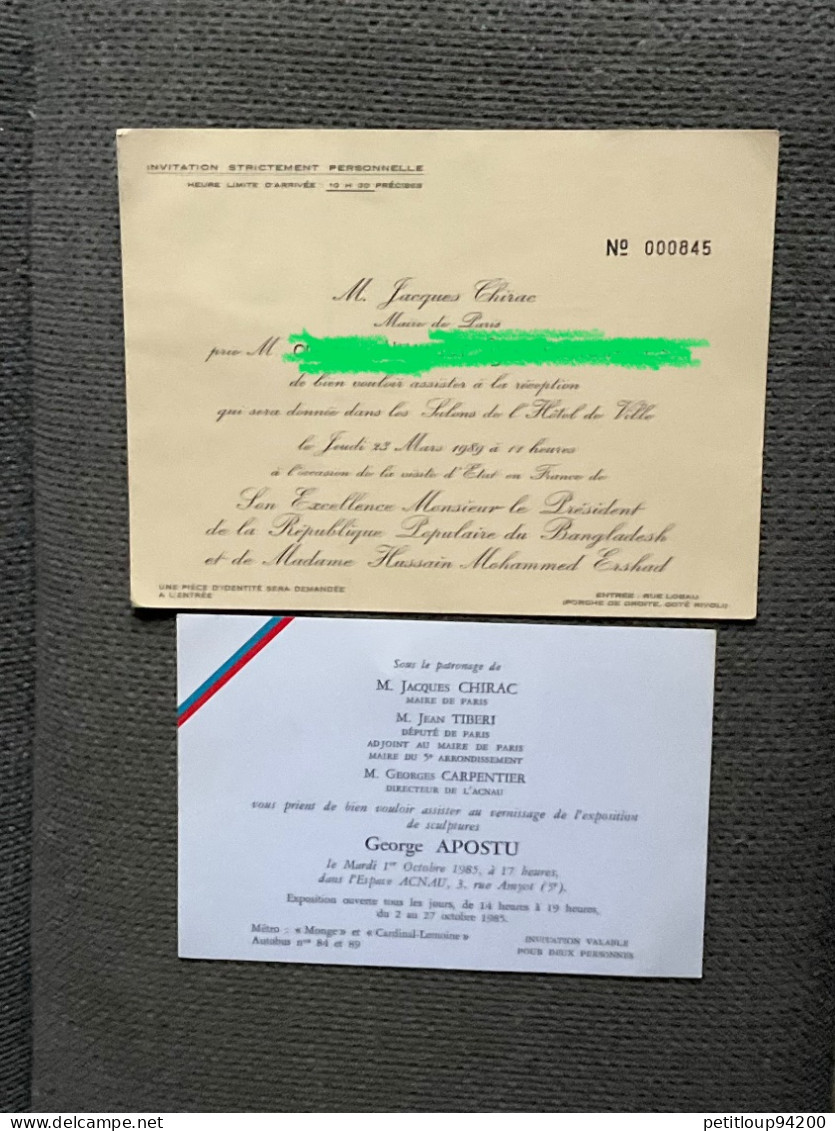 INVITATION STRICTEMENT PERSONNELLE
HEURE LIMITE D'ARRIVÉE : 10 H 30 PRÉCISES
Nº 000845
M. Jacques Chirac
Maire de Paris
prie M.
de bien vouloir assister à la réception
qui sera donnée dans les Salons de l'Hôtel de Ville
le Jeudi 23 Mars 1989 à 11 heures
à l'occasion de la visite d'Etat en France de
Son Excellence Monsieur le Président
de la République Populaire du Bangladesh
et de Madame Hussain Mohammed Ershad
UNE PIÈCE D'IDENTITÉ SERA DEMANDÉE
A L'ENTRÉE
ENTRÉE : RUE LOBAU
(PORCHE DE DROITE, COTÉ RIVOLI)
Sous le patronage de
M. JACQUES CHIRAC
MAIRE DE PARIS
M. JEAN TIBERI
DÉPUTÉ DE PARIS
ADJOINT AU MAIRE DE PARIS
MAIRE DU 5e ARRONDISSEMENT
M. GEORGES CARPENTIER
DIRECTEUR DE L'ACNAU
vous prient de bien vouloir assister au vernissage de l'exposition
de sculptures
George APOSTU
le Mardi 1er Octobre 1985, à 17 heures,
dans l'Espace ACNAU, 3, rue Amyot (5e).
Exposition ouverte tous les jours, de 14 heures à 19 heures,
du 2 au 27 octobre 1985.
Métro : « Monge » et « Cardinal-Lemoine »
Autobus nos 84 et 89
INVITATION VALABLE
POUR DEUX PERSONNES
petitloup94200